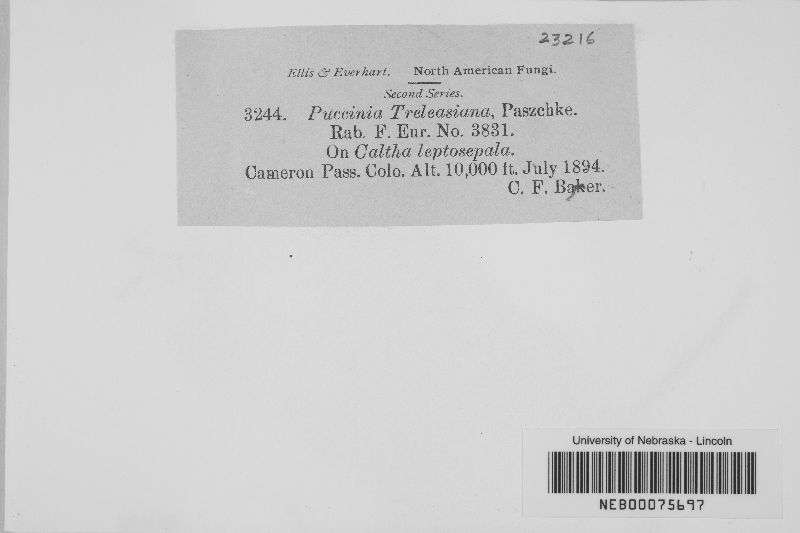 23216
Ellis & Everhart. North American Fungi.
Second Series.
3244. Puccinia Treleasiana, Paszchke.
Rab. F. Eur. No. 3831.
On Caltha leptosepala.
Cameron Pass. Colo. Alt. 10,000 ft. July 1894.
C. F. Baker.
University of Nebraska - Lincoln
NEB00075697